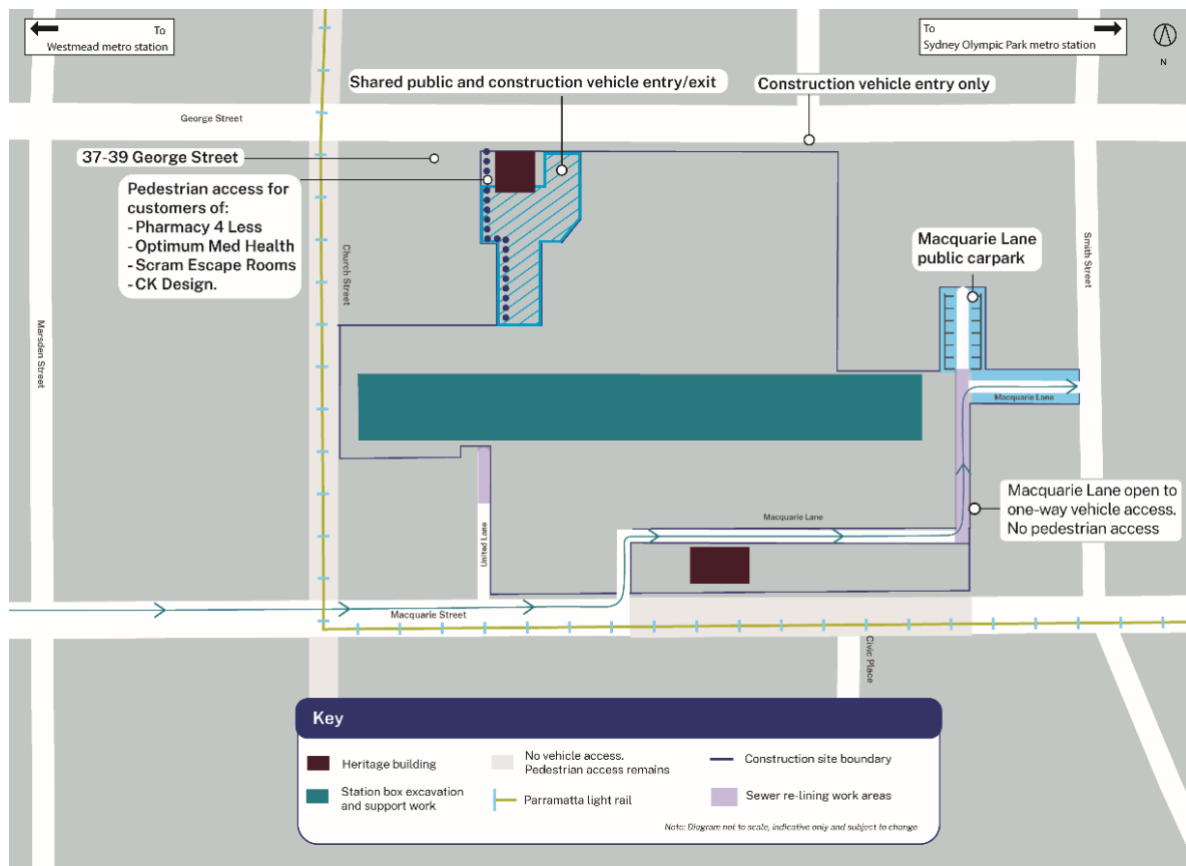 To
Westmead metro station
To
Sydney Olympic Park metro station
N
Shared public and construction vehicle entry/exit
Construction vehicle entry only
George Street
37-39 George Street
Pedestrian access for
customers of:
- Pharmacy 4 Less
- Optimum Med Health
- Scram Escape Rooms
- CK Design.
Church Street
Smith Street
Macquarie Lane
public carpark
Marsden Street
Macquarie Lane
Macquarie Lane open to
one-way vehicle access.
No pedestrian access
Macquarie Lane
United Lane
Macquarie Street
Civic Place
Key
Heritage building
No vehicle access.
Pedestrian access remains
Construction site boundary
Station box excavation
and support work
Parramatta light rail
Sewer re-lining work areas
Note: Diagram not to scale, indicative only and subject to change